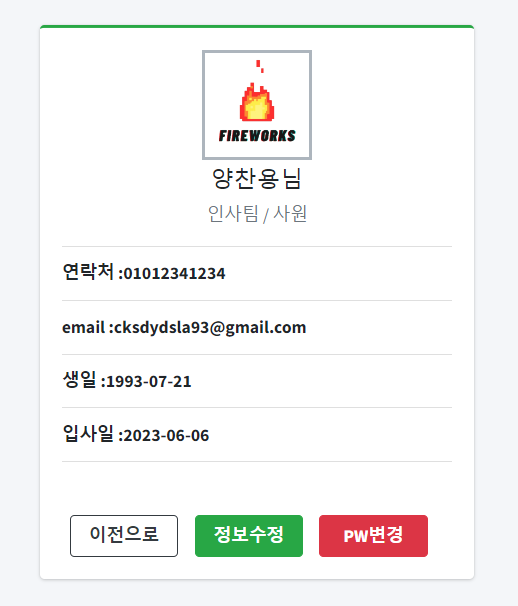 FIREWORKS
양찬용님
인사팀 / 사원
연락처 :01012341234
email :cksdydsla93@gmail.com
생일 :1993-07-21
입사일 :2023-06-06
이전으로 정보수정 PW변경